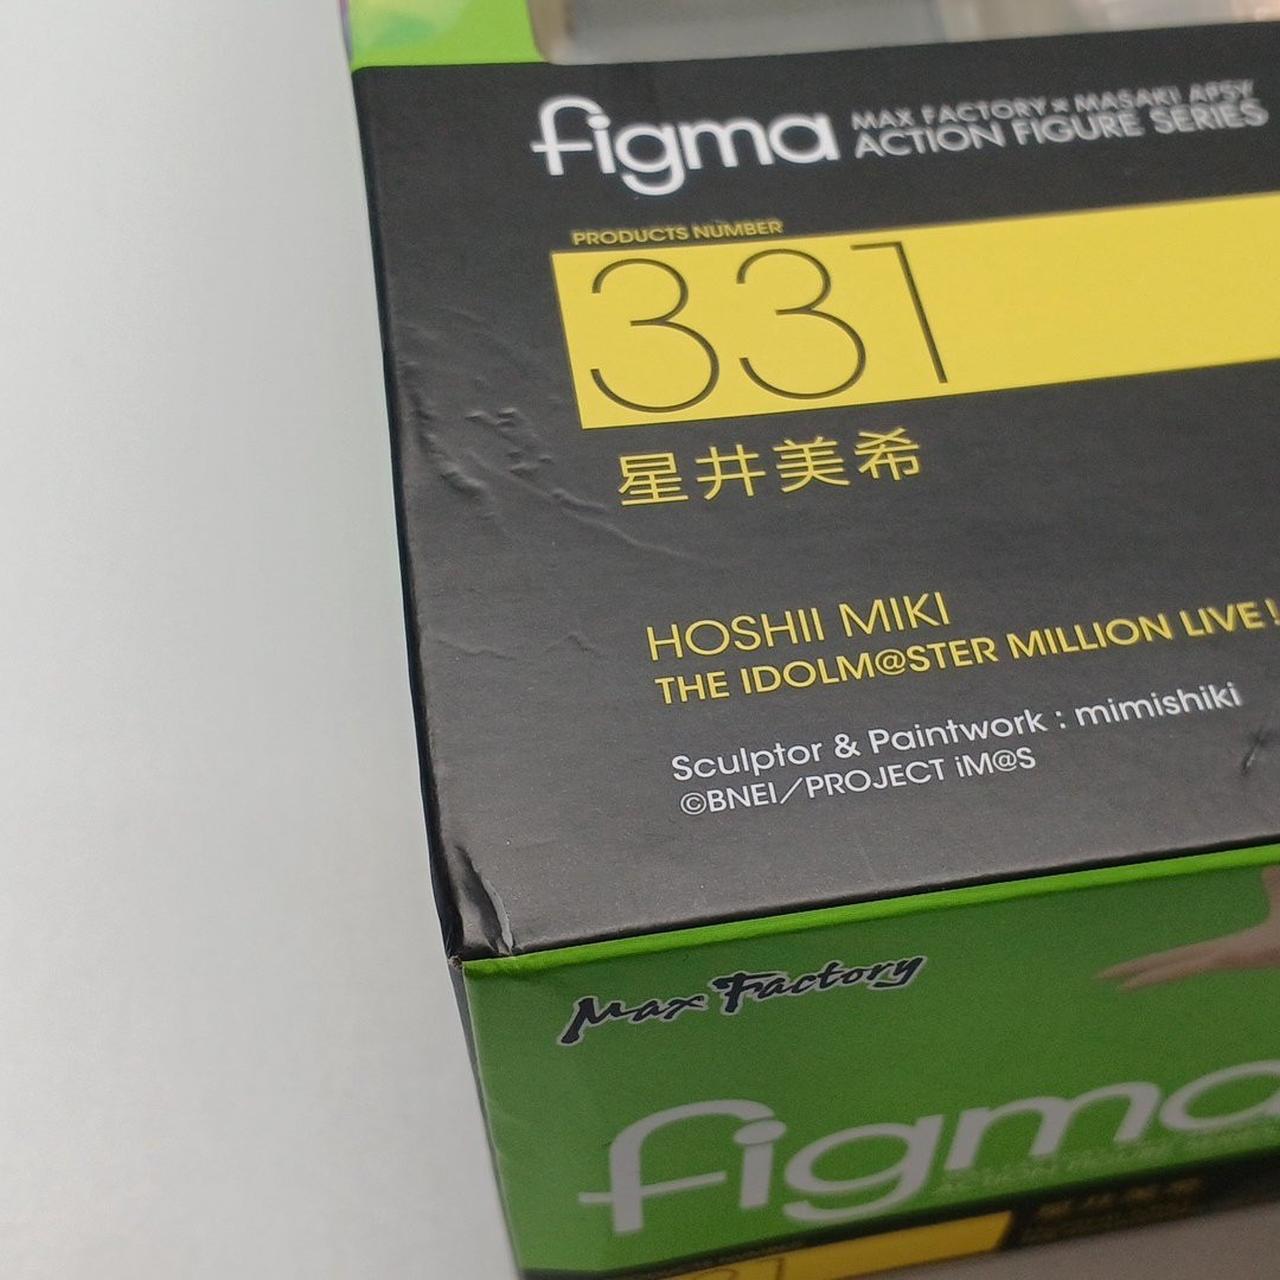 figma
MAX FACTORY × MASAKI APSY
ACTION FIGURE SERIES
PRODUCTS NUMBER
331
星井美希
HOSHII MIKI
THE IDOLM@STER MILLION LIVE!
Sculptor & Paintwork : mimishiki
©BNEI／PROJECT iM@S
Max Factory
figma